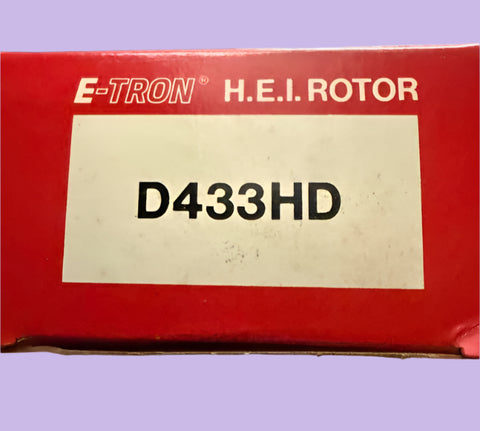 E-TRON® H.E.I. ROTOR
D433HD